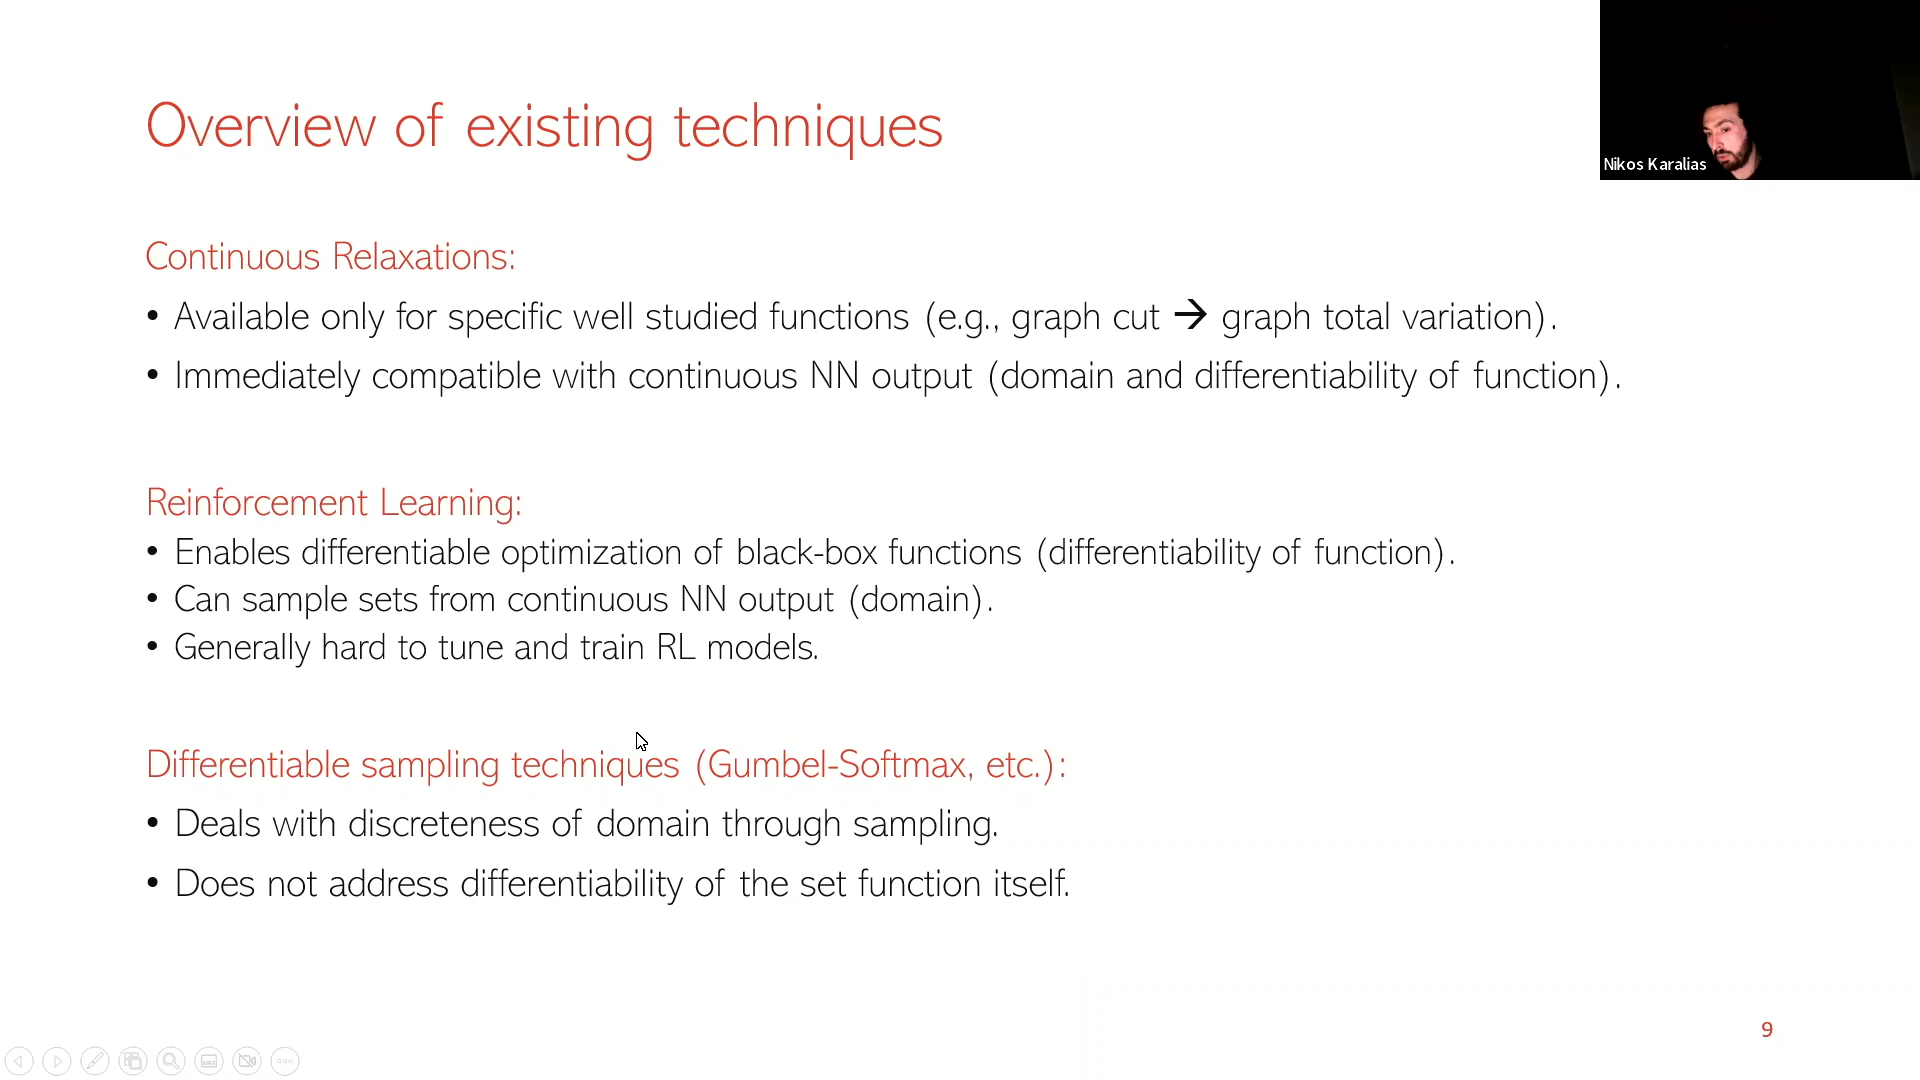 Overview of existing techniques
Nikos Karalias
Continuous Relaxations:
• Available only for specific well studied functions (e.g., graph cut → graph total variation).
• Immediately compatible with continuous NN output (domain and differentiability of function).
Reinforcement Learning:
• Enables differentiable optimization of black-box functions (differentiability of function).
• Can sample sets from continuous NN output (domain).
• Generally hard to tune and train RL models.
Differentiable sampling techniques (Gumbel-Softmax, etc.):
• Deals with discreteness of domain through sampling.
• Does not address differentiability of the set function itself.
9